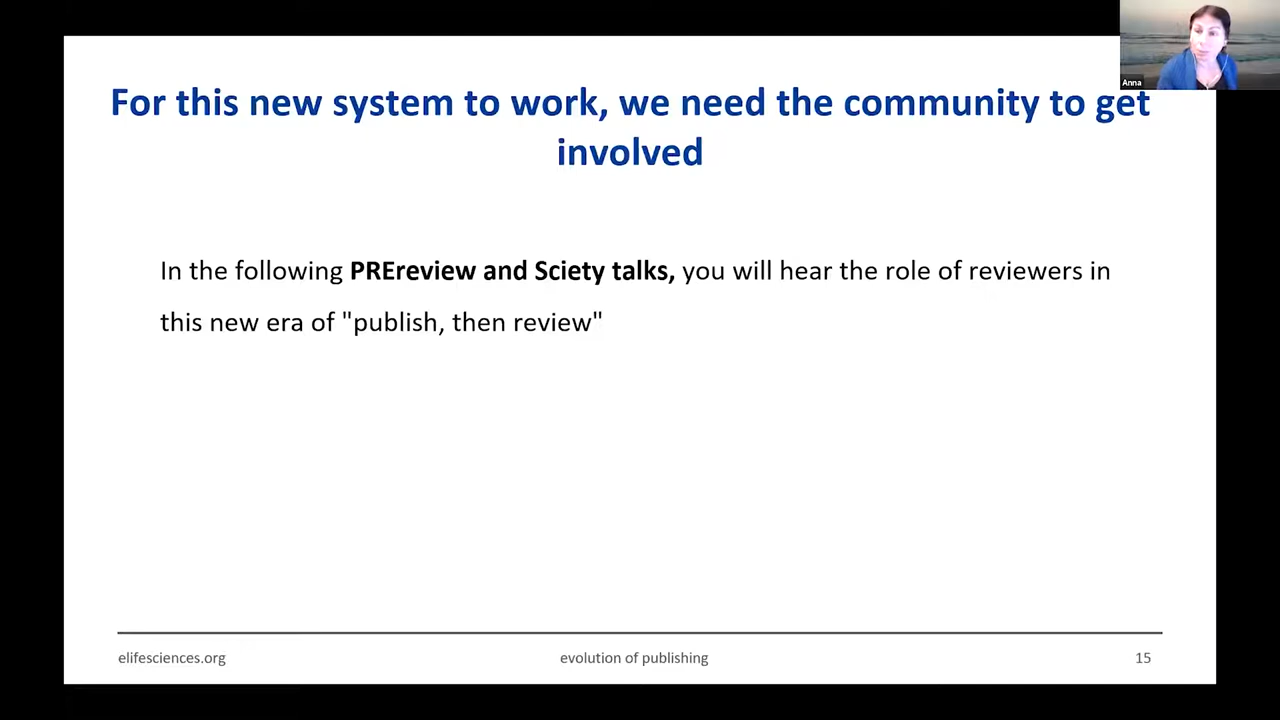 Anna
For this new system to work, we need the community to get
involved
In the following PREreview and Sciety talks, you will hear the role of reviewers in
this new era of "publish, then review"
elifesciences.org
evolution of publishing
15